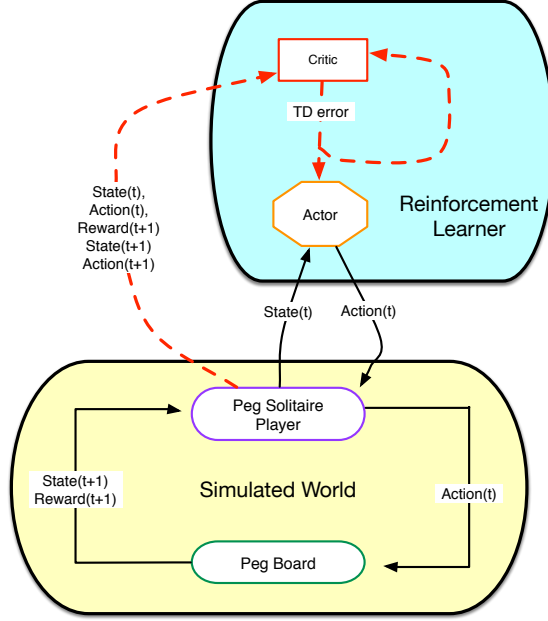 Critic
TD error
Actor
Reinforcement
Learner
State(t),
Action(t),
Reward(t+1)
State(t+1)
Action(t+1)
State(t)
Action(t)
Peg Solitaire
Player
State(t+1)
Reward(t+1)
Simulated World
Action(t)
Peg Board